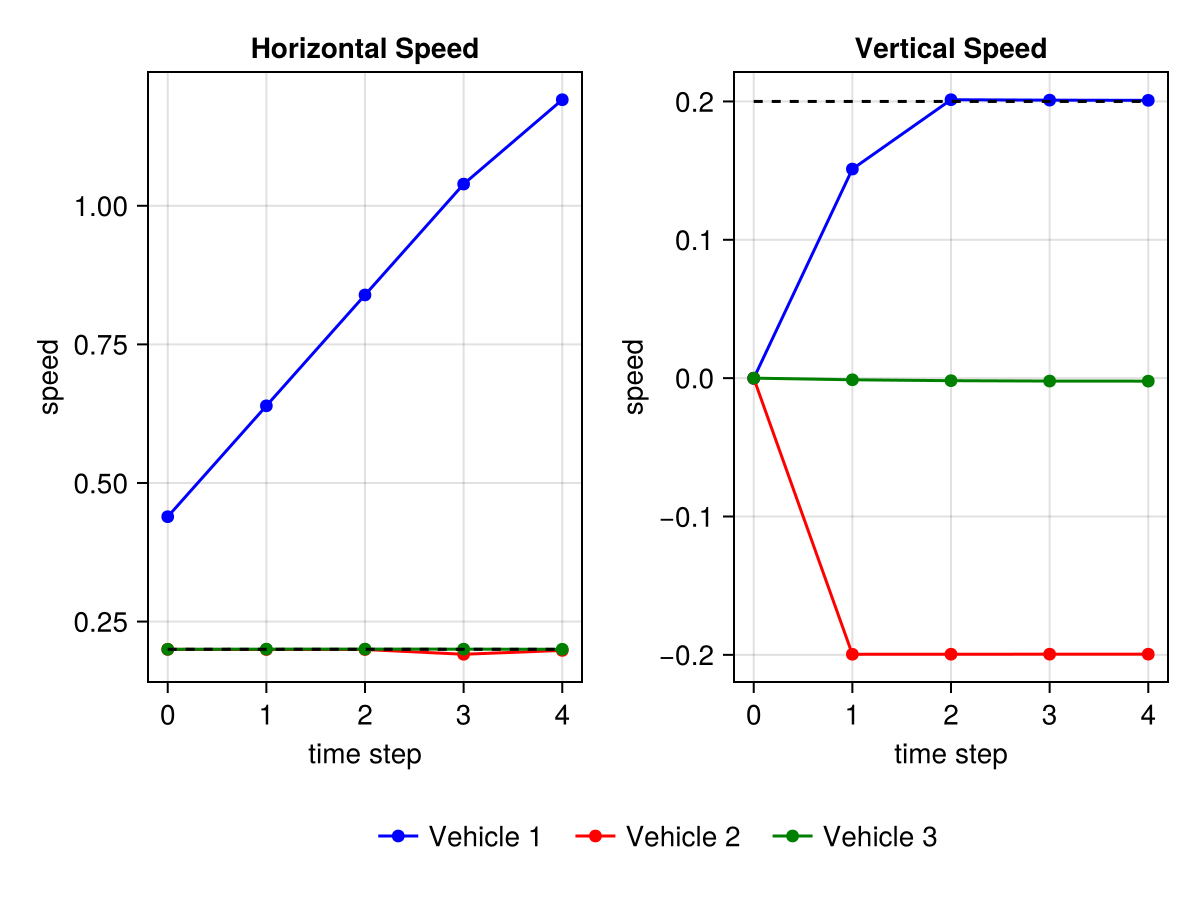 Horizontal Speed
speed
1.00
0.75
0.50
0.25
0 1 2 3 4
time step
Vertical Speed
speed
0.2
0.1
0.0
−0.1
−0.2
0 1 2 3 4
time step
Vehicle 1 Vehicle 2 Vehicle 3